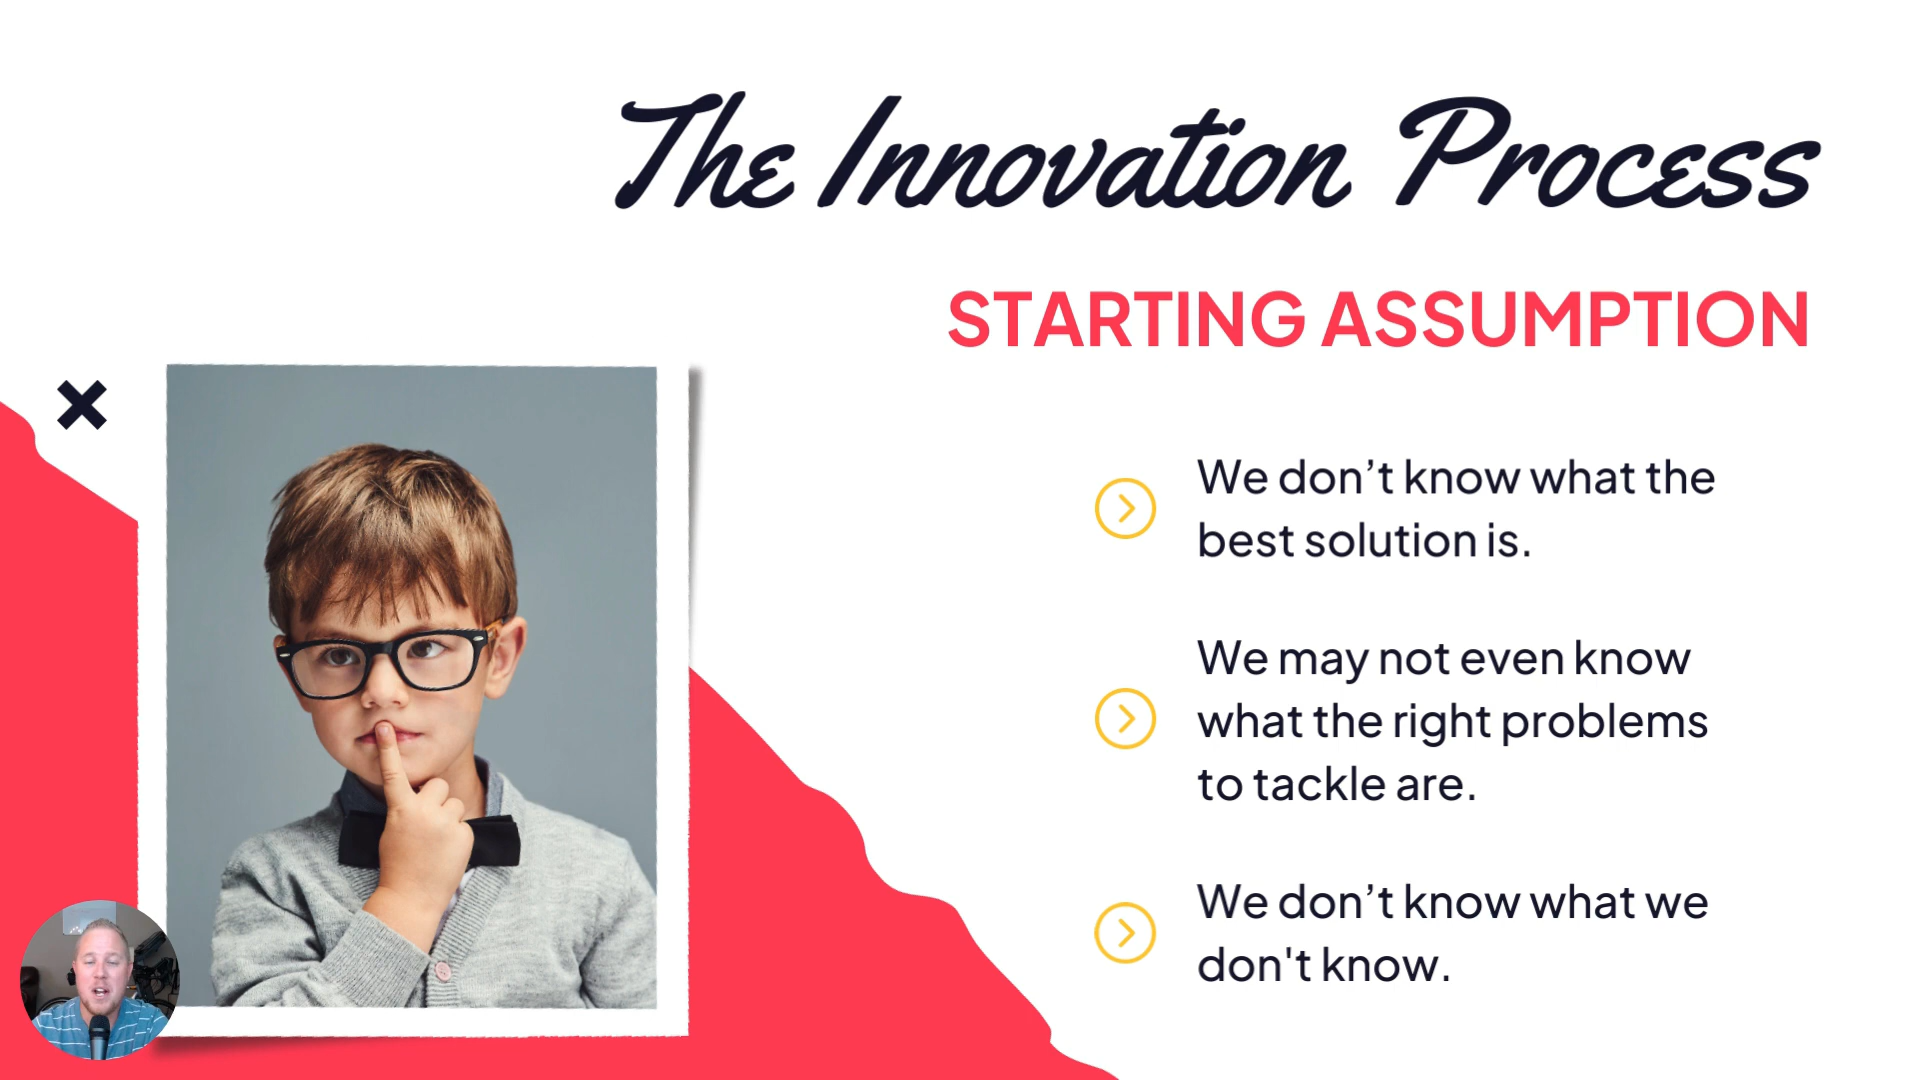 The Innovation Process
STARTING ASSUMPTION
We don’t know what the
best solution is.
We may not even know
what the right problems
to tackle are.
We don’t know what we
don't know.